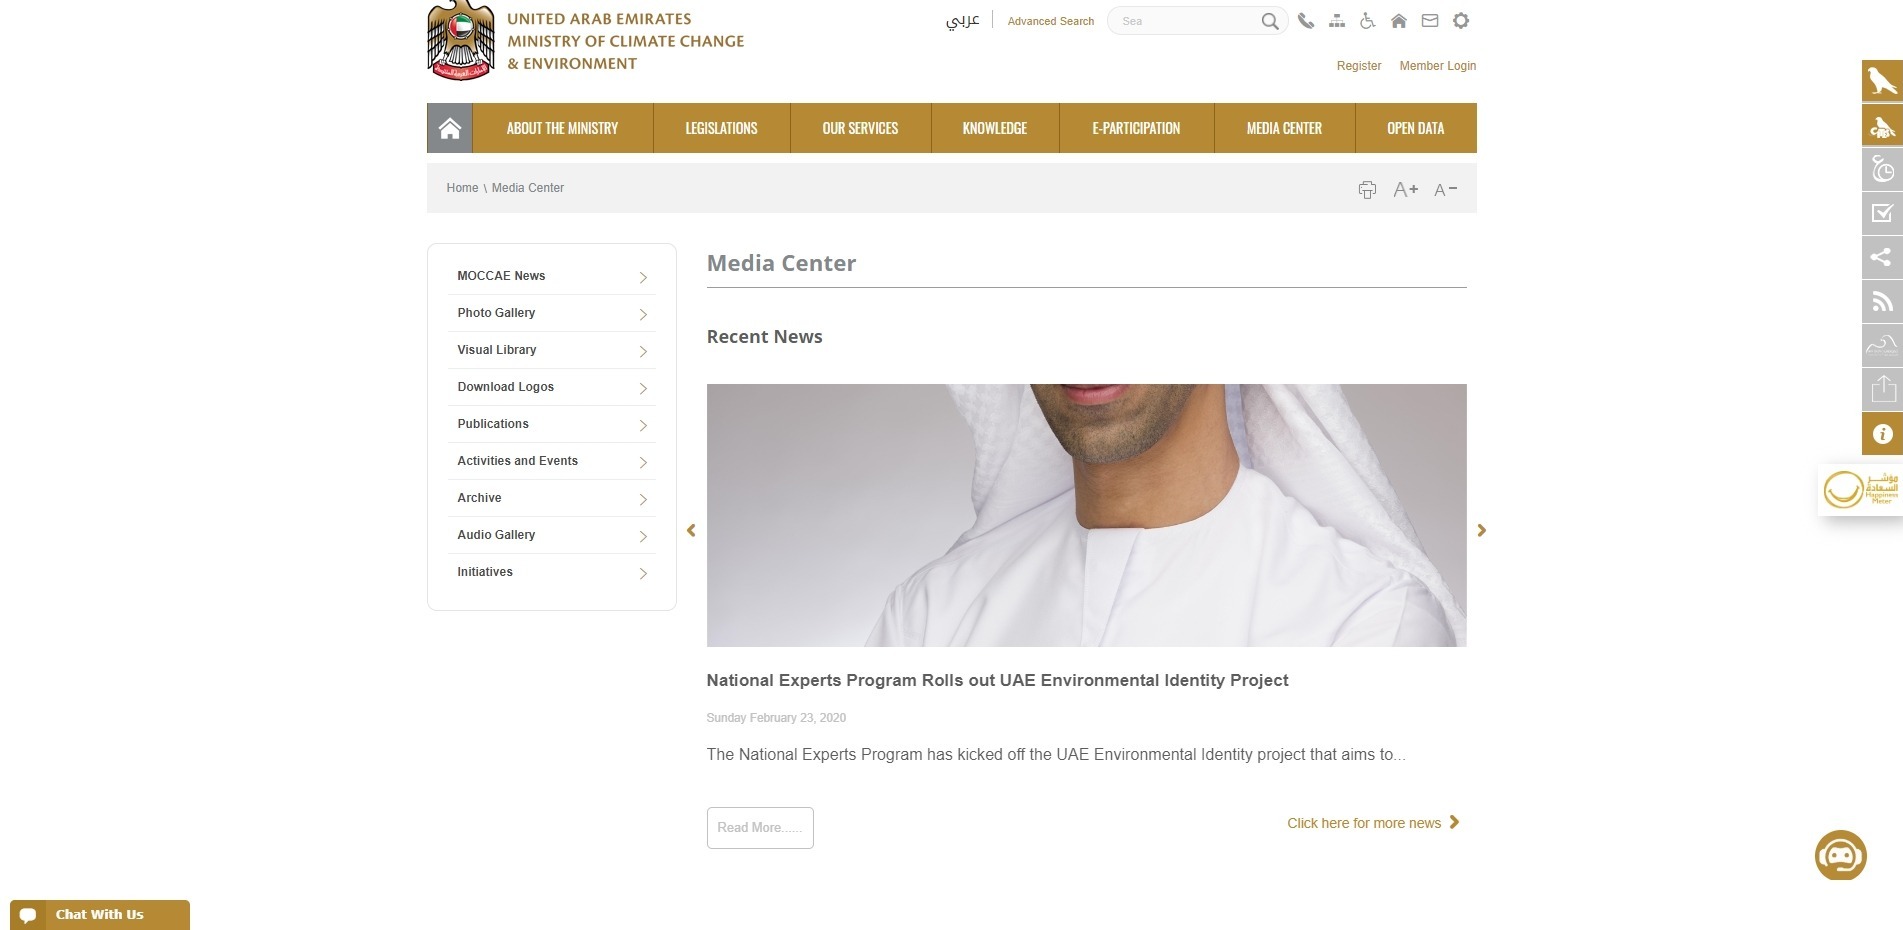 UNITED ARAB EMIRATES
MINISTRY OF CLIMATE CHANGE
& ENVIRONMENT
عربي
Advanced Search
Sea
Register
Member Login
ABOUT THE MINISTRY
LEGISLATIONS
OUR SERVICES
KNOWLEDGE
E-PARTICIPATION
MEDIA CENTER
OPEN DATA
Home \ Media Center
A+
A-
MOCCAE News
Photo Gallery
Visual Library
Download Logos
Publications
Activities and Events
Archive
Audio Gallery
Initiatives
Media Center
Recent News
National Experts Program Rolls out UAE Environmental Identity Project
Sunday February 23, 2020
The National Experts Program has kicked off the UAE Environmental Identity project that aims to...
Read More......
Click here for more news
مؤشر
السعادة
Happiness
Meter
Chat With Us